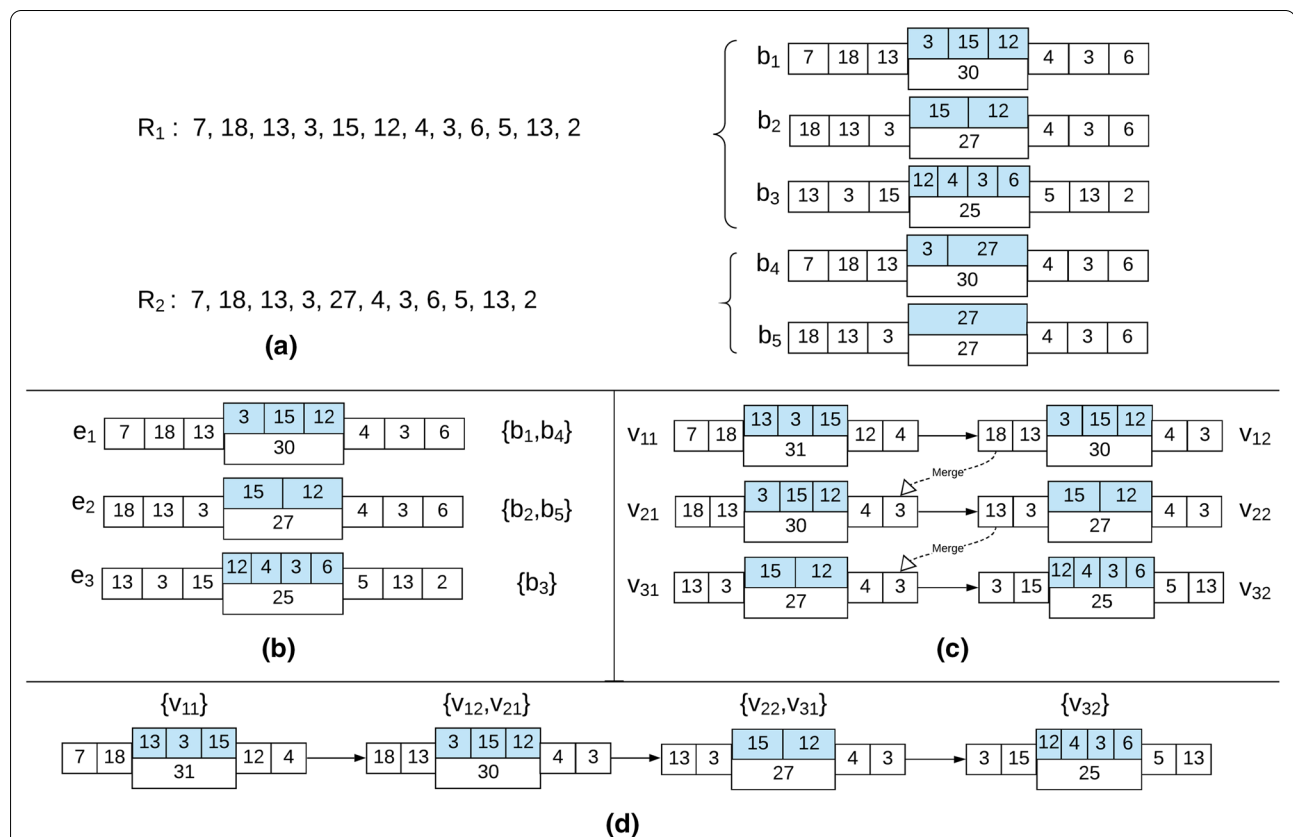 3 15 12
b1 7 18 13 4 3 6
30
R1 : 7, 18, 13, 3, 15, 12, 4, 3, 6, 5, 13, 2
15 12
b2 18 13 3 4 3 6
27
12 4 3 6
b3 13 3 15 5 13 2
25
3 27
b4 7 18 13 4 3 6
30
R2 : 7, 18, 13, 3, 27, 4, 3, 6, 5, 13, 2
27
b5 18 13 3 4 3 6
27
(a)
3 15 12
e1 7 18 13 4 3 6 {b1,b4}
30
15 12
e2 18 13 3 4 3 6 {b2,b5}
27
12 4 3 6
e3 13 3 15 5 13 2 {b3}
25
(b)
13 3 15 3 15 12
v11 7 18 12 4 18 13 4 3 v12
31 30
Merge
3 15 12 15 12
v21 18 13 4 3 13 3 4 3 v22
30 27
Merge
15 12 12 4 3 6
v31 13 3 4 3 3 15 5 13 v32
27 25
(c)
{v11} {v12,v21} {v22,v31} {v32}
13 3 15 3 15 12 15 12 12 4 3 6
7 18 12 4 18 13 4 3 13 3 4 3 3 15 5 13
31 30 27 25
(d)